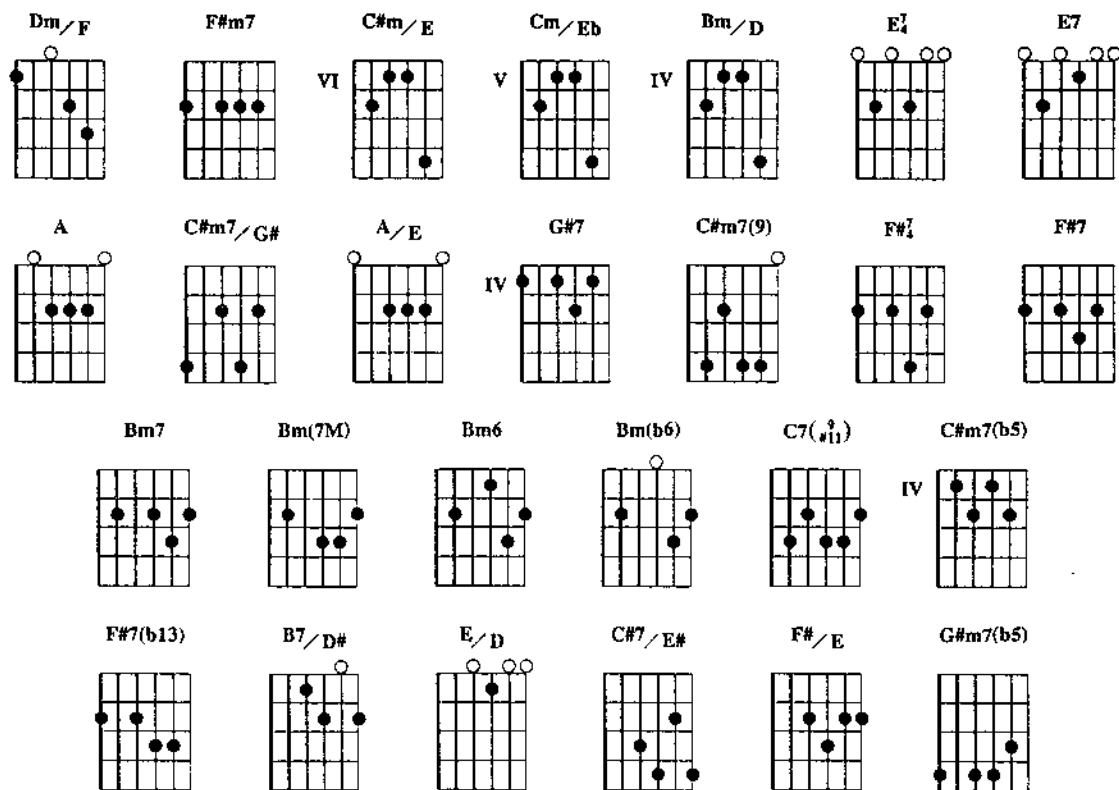 Dm/F F#m7 C#m/E Cm/Eb Bm/D E7/4 E7
VI V IV
A C#m7/G# A/E G#7 C#m7(9) F#7/4 F#7
IV
Bm7 Bm(7M) Bm6 Bm(b6) C7(9/#11) C#m7(b5)
IV
F#7(b13) B7/D# E/D C#7/E# F#/E G#m7(b5)